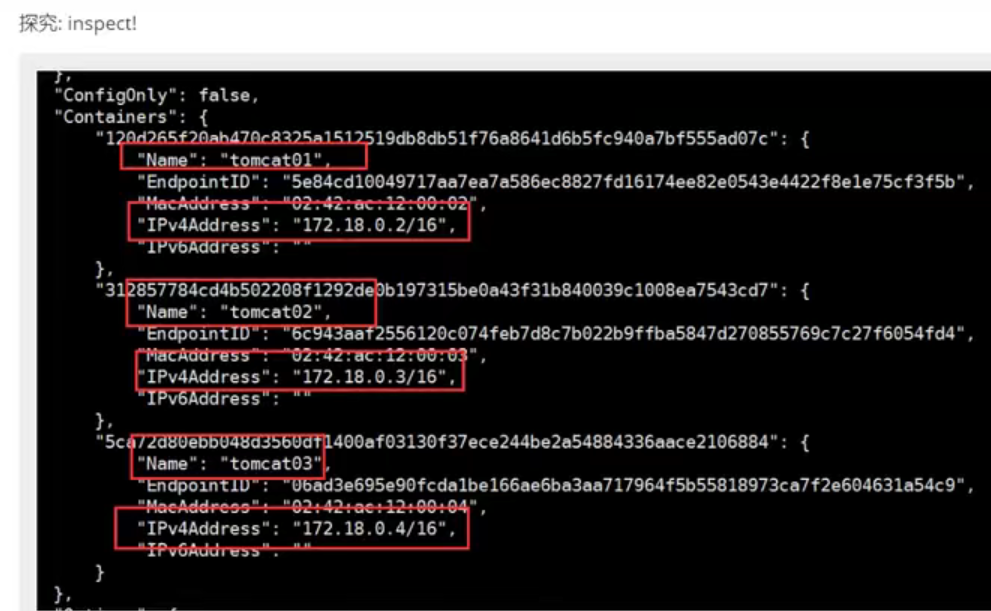 探究: inspect!
},
"ConfigOnly": false,
"Containers": {
"120d265f20ab470c8325a1512519db8db51f76a8641d6b5fc940a7bf555ad07c": {
"Name": "tomcat01",
"EndpointID": "5e84cd10049717aa7ea7a586ec8827fd16174ee82e0543e4422f8e1e75cf3f5b",
"MacAddress": "02:42:ac:12:00:02",
"IPv4Address": "172.18.0.2/16",
"IPv6Address": ""
},
"312857784cd4b502208f1292de0b197315be0a43f31b840039c1008ea7543cd7": {
"Name": "tomcat02",
"EndpointID": "6c943aaf2556120c074feb7d8c7b022b9ffba5847d270855769c7c27f6054fd4",
"MacAddress": "02:42:ac:12:00:03",
"IPv4Address": "172.18.0.3/16",
"IPv6Address": ""
},
"5ca72d80ebb048d3560df1400af03130f37ece244be2a54884336aace2106884": {
"Name": "tomcat03",
"EndpointID": "06ad3e695e90fcda1be166ae6ba3aa717964f5b55818973ca7f2e604631a54c9",
"MacAddress": "02:42:ac:12:00:04",
"IPv4Address": "172.18.0.4/16",
"IPv6Address": ""
}
},